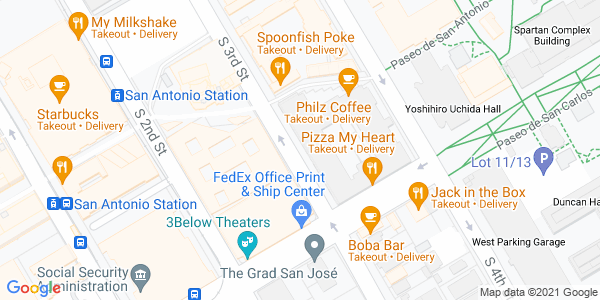 My Milkshake
Takeout • Delivery
Spoonfish Poke
Takeout • Delivery
Paseo de San Antonio
Spartan Complex
Building
S 3rd St
Starbucks
Takeout • Delivery
San Antonio Station
S 2nd St
Philz Coffee
Takeout • Delivery
Yoshihiro Uchida Hall
Paseo de San Carlos
Pizza My Heart
Takeout • Delivery
Lot 11/13
P
FedEx Office Print
& Ship Center
San Antonio Station
3Below Theaters
Jack in the Box
Takeout • Delivery
Duncan Ha
Boba Bar
Takeout • Delivery
West Parking Garage
The Grad San José
Social Security
Administration
S 4th St
Google
Map data ©2021 Google